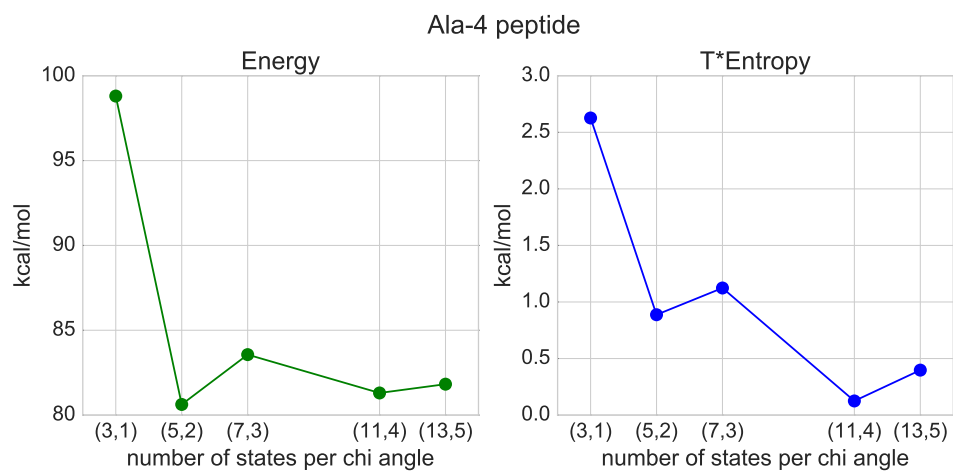 Ala-4 peptide
Energy
100
95
90
85
80
kcal/mol
(3,1) (5,2) (7,3) (11,4) (13,5)
number of states per chi angle
T*Entropy
3.0
2.5
2.0
1.5
1.0
0.5
0.0
kcal/mol
(3,1) (5,2) (7,3) (11,4) (13,5)
number of states per chi angle